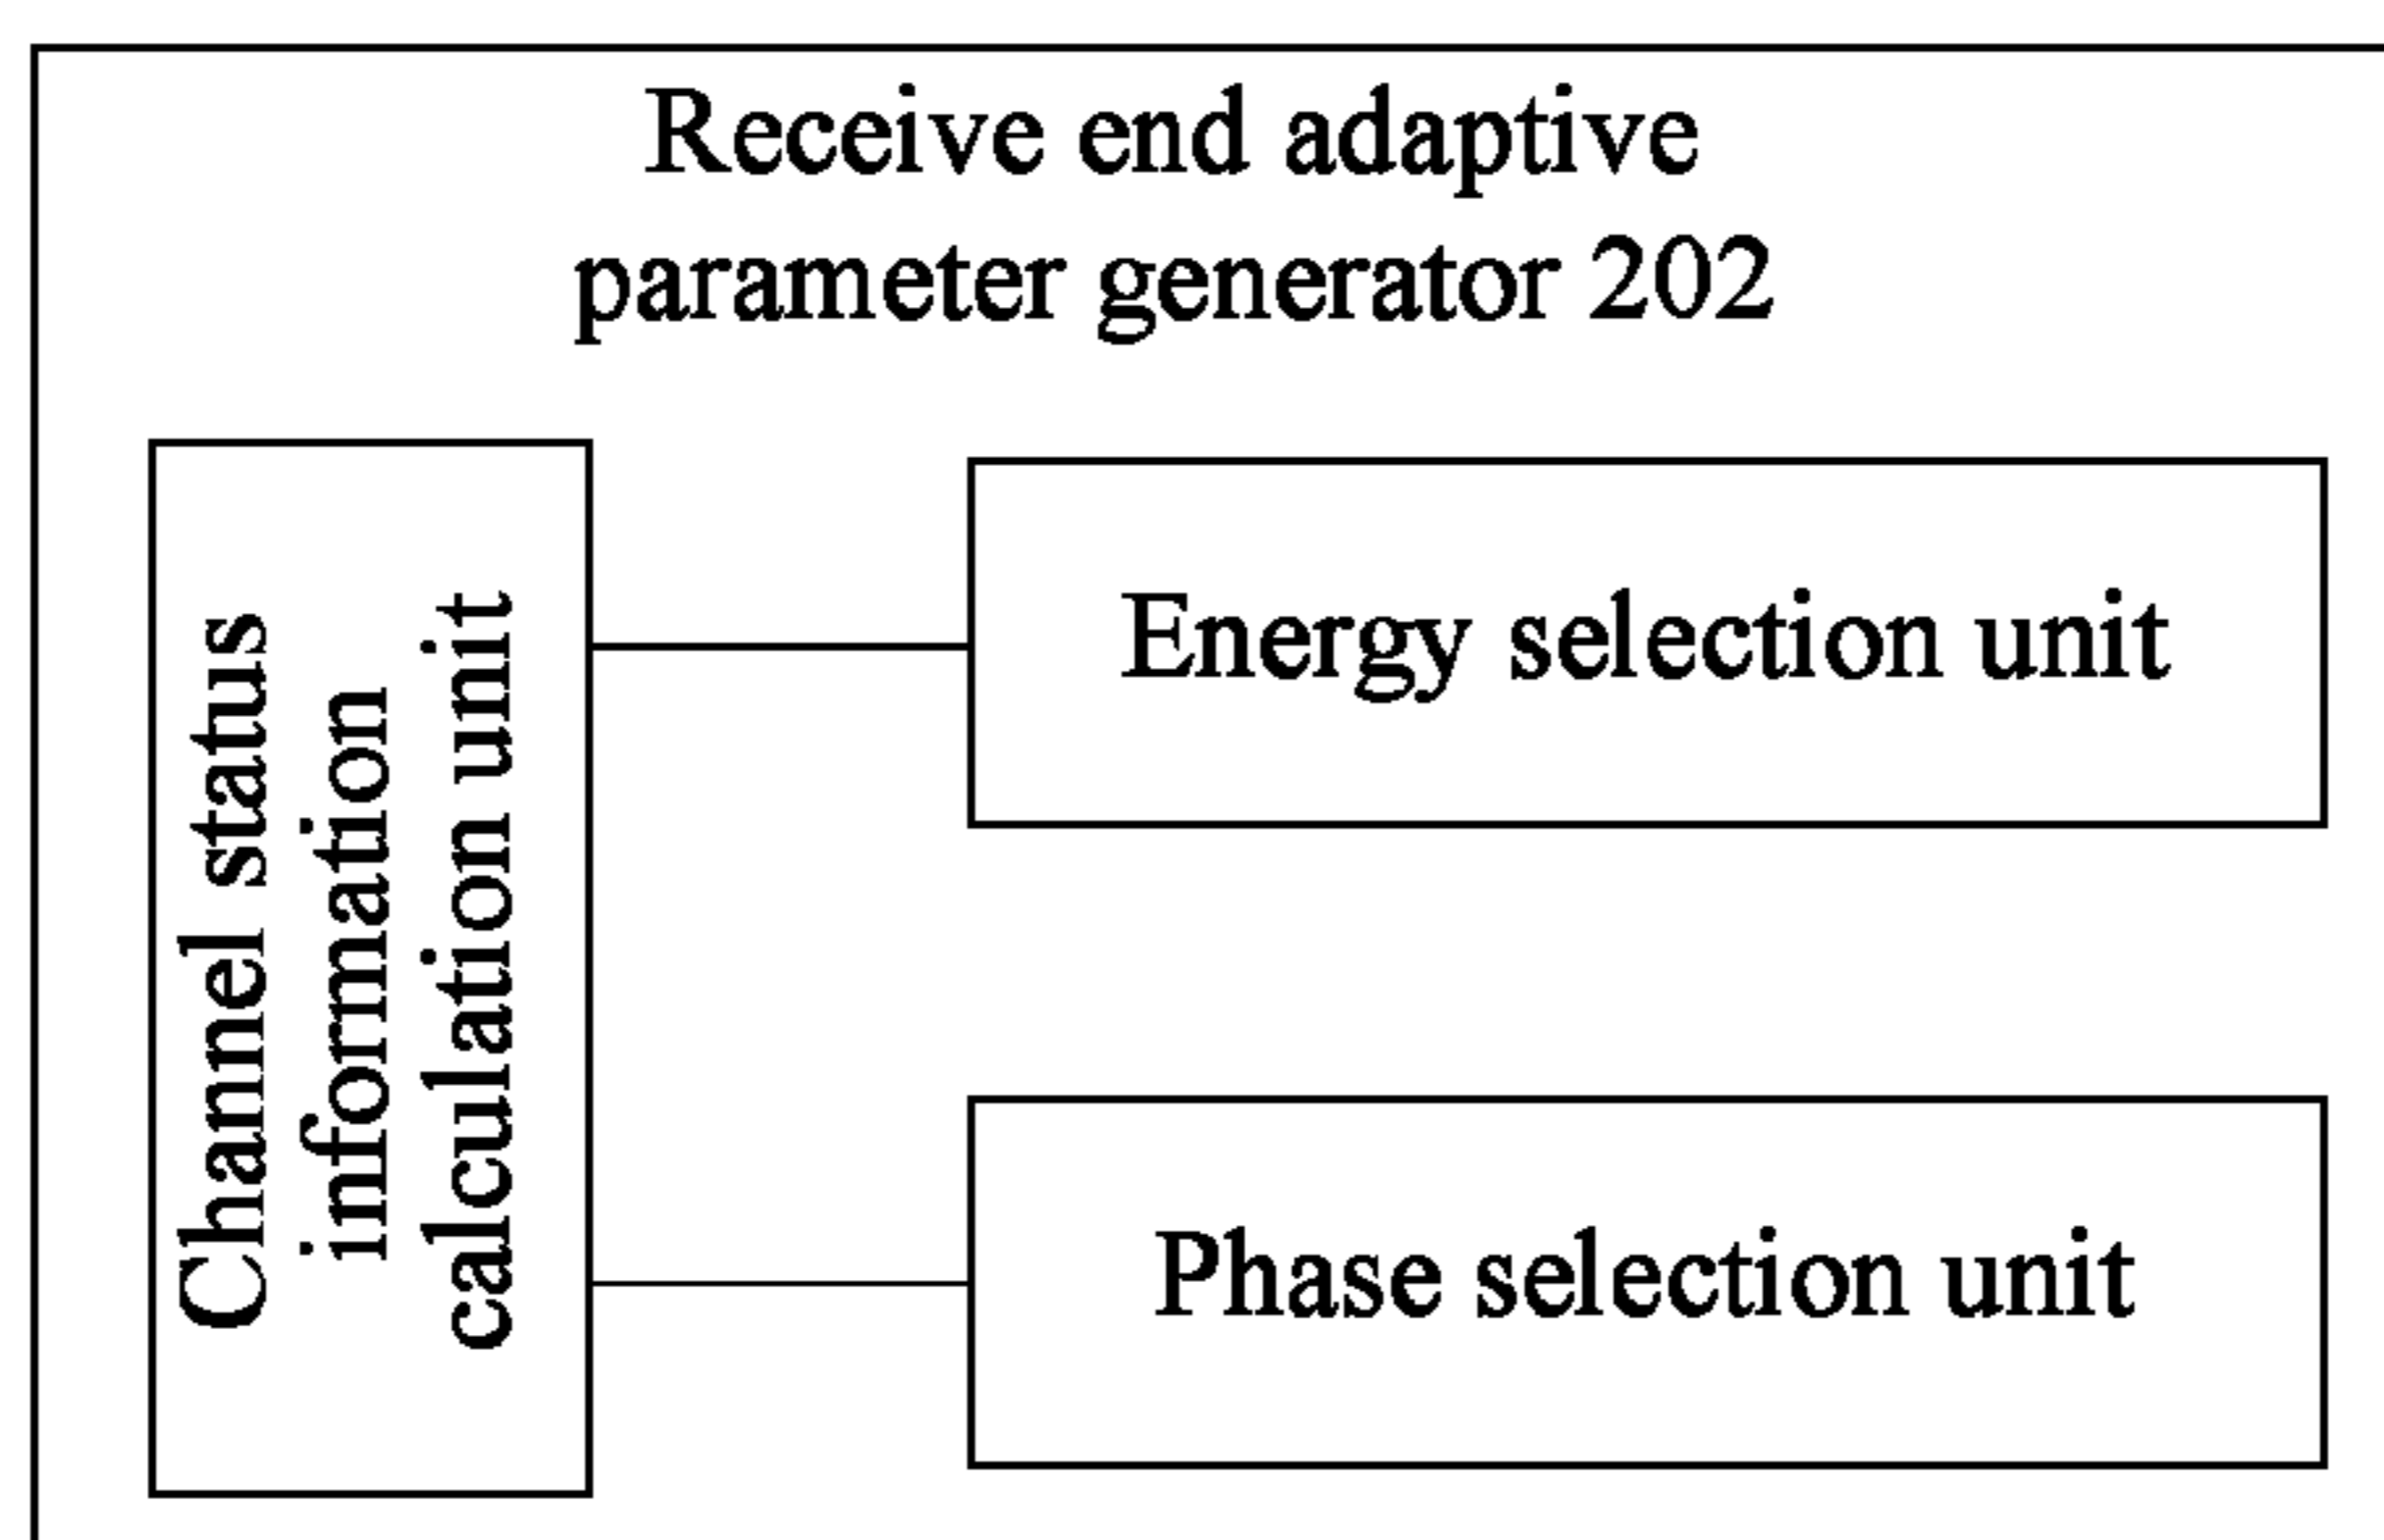 Receive end adaptive
parameter generator 202
Channel status
information
calculation unit
Energy selection unit
Phase selection unit